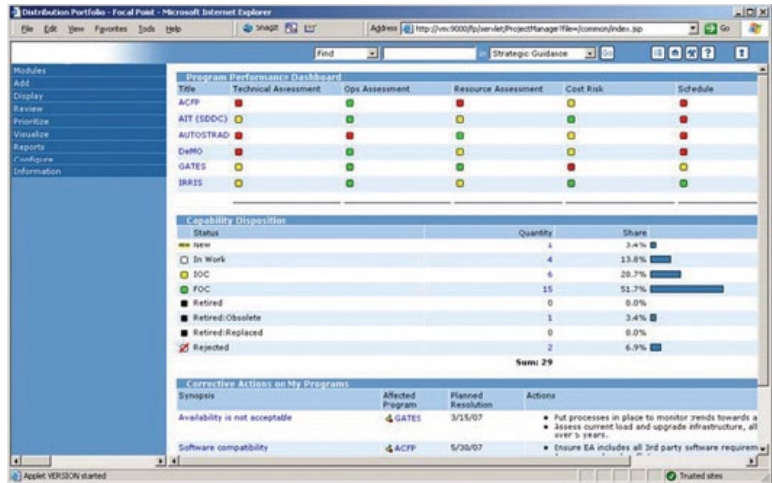 Distribution Portfolio - Focal Point - Microsoft Internet Explorer
File Edit View Favorites Tools Help SnagIt Address http://vm:9000/fp/servlet/ProjectManage?file=/common/index.jsp Go
Find in Strategic Guidance Go
Modules
Add
Display
Review
Prioritize
Visualize
Reports
Configure
Information
Program Performance Dashboard
Title Technical Assessment Ops Assessment Resource Assessment Cost Risk Schedule
ACFP
AIT (SDDC)
AUTOSTRAD
DeMO
GATES
IRRIS
Capability Disposition
Status Quantity Share
NEW New 1 3.4%
In Work 4 13.8%
IOC 6 20.7%
FOC 15 51.7%
Retired 0 0.0%
Retired:Obsolete 1 3.4%
Retired:Replaced 0 0.0%
Rejected 2 6.9%
Sum: 29
Corrective Actions on My Programs
Synopsis Affected Program Planned Resolution Actions
Availability is not acceptable GATES 3/15/07 • Put processes in place to monitor trends towards a
• Assess current load and upgrade infrastructure, all
over 5 years.
Software compatibility ACFP 5/30/07 • Ensure EA includes all 3rd party software requirem
Applet VERSION started Trusted sites